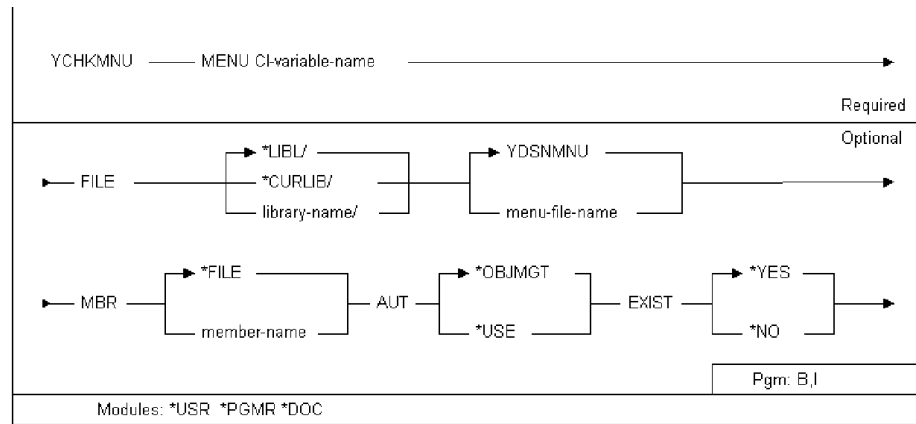 YCHKMNU MENU Cl-variable-name
Required
Optional
*LIBL/ YDSNMNU
FILE *CURLIB/
library-name/ menu-file-name
*FILE *OBJMGT *YES
MBR AUT EXIST
member-name *USE *NO
Pgm: B,I
Modules: *USR *PGMR *DOC